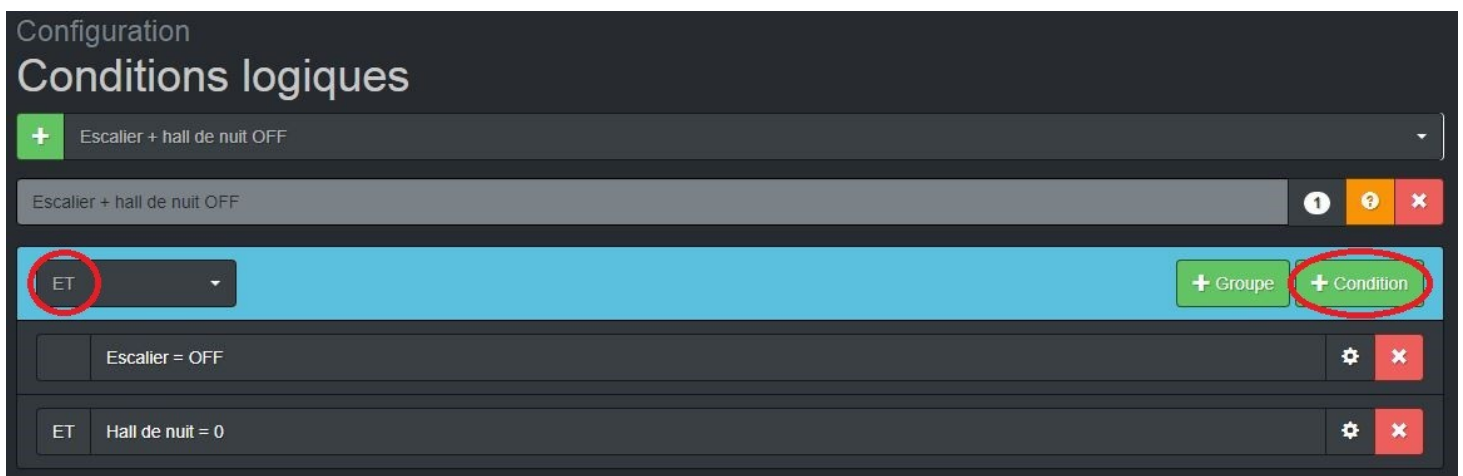 Configuration
Conditions logiques
+ Escalier + hall de nuit OFF
Escalier + hall de nuit OFF 1 ? ×
ET + Groupe + Condition
Escalier = OFF ×
ET Hall de nuit = 0 ×